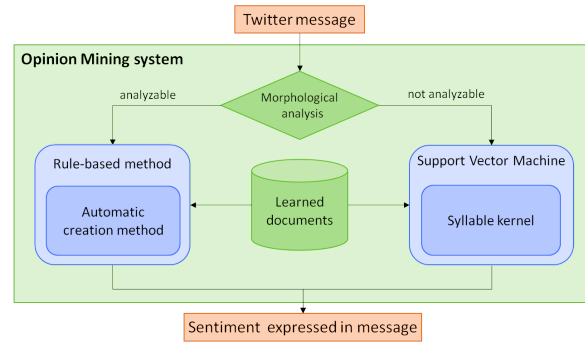 Twitter message
Opinion Mining system
Morphological
analysis
analyzable
not analyzable
Rule-based method
Automatic
creation method
Learned
documents
Support Vector Machine
Syllable kernel
Sentiment expressed in message